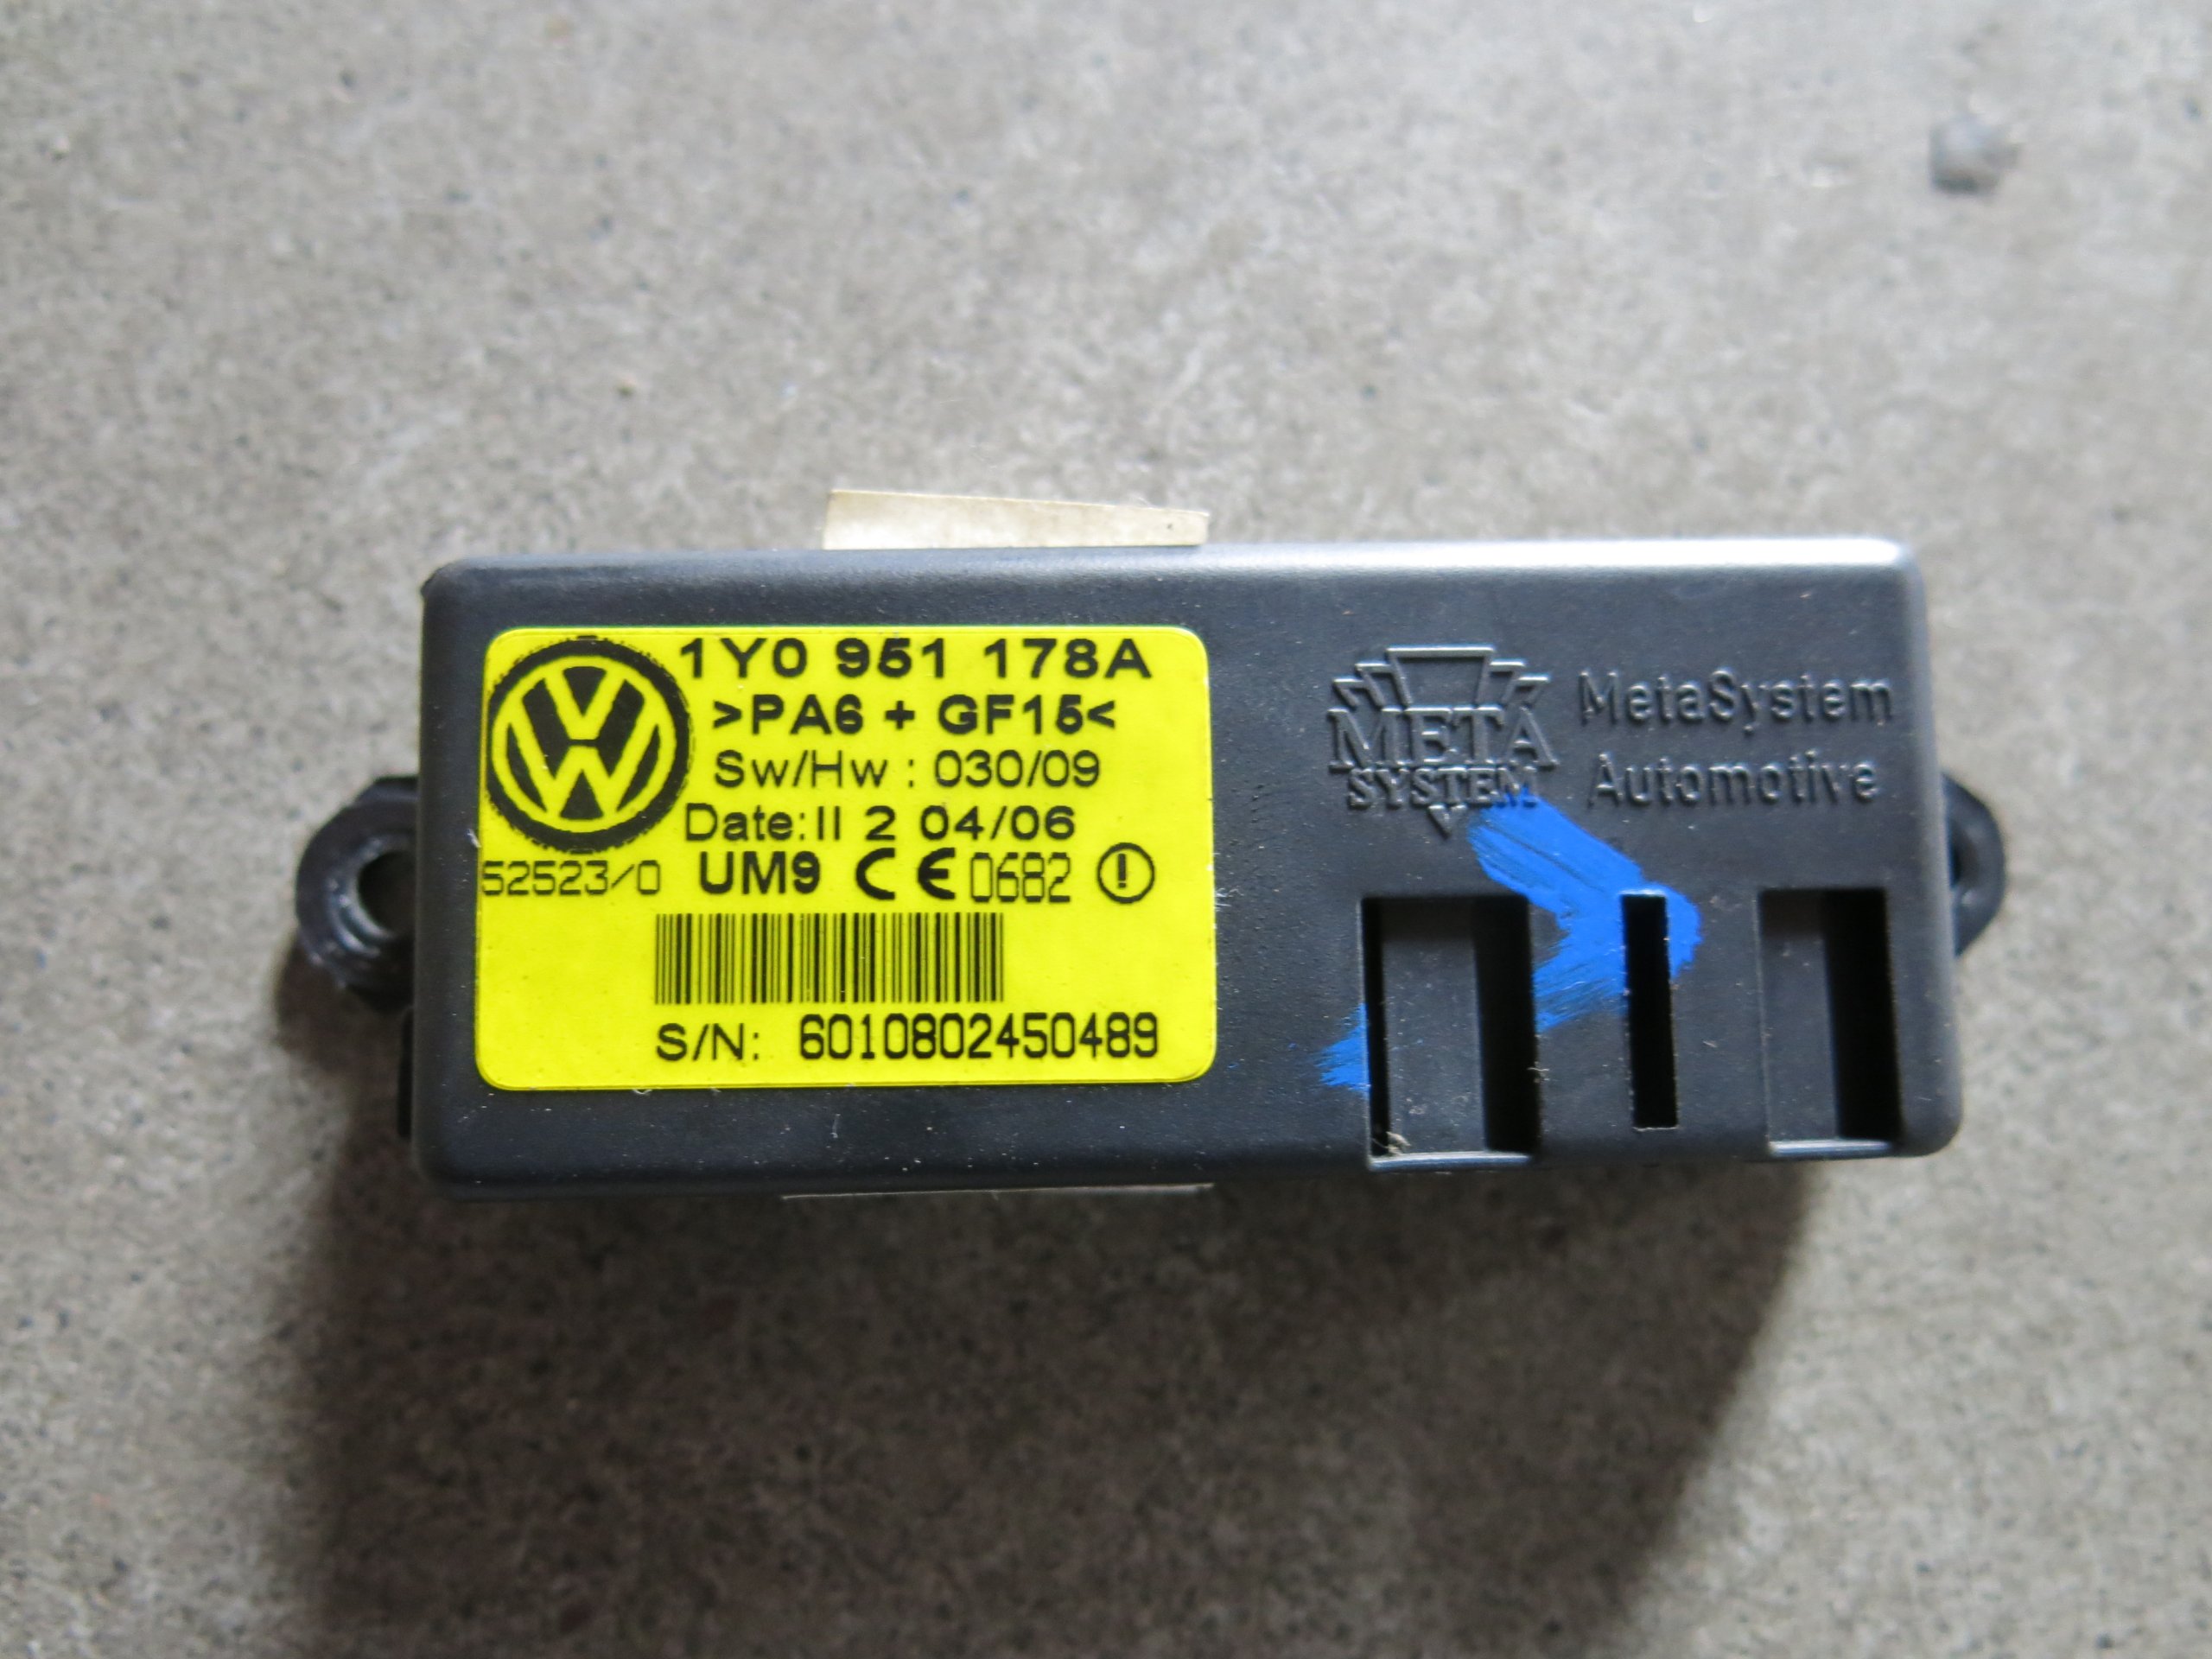 1Y0 951 178A
>PA6 + GF15<
Sw/Hw : 030/09
Date: II 2 04/06
52523/0 UM9 CE 0682
S/N: 6010802450489
META
SYSTEM
MetaSystem
Automotive